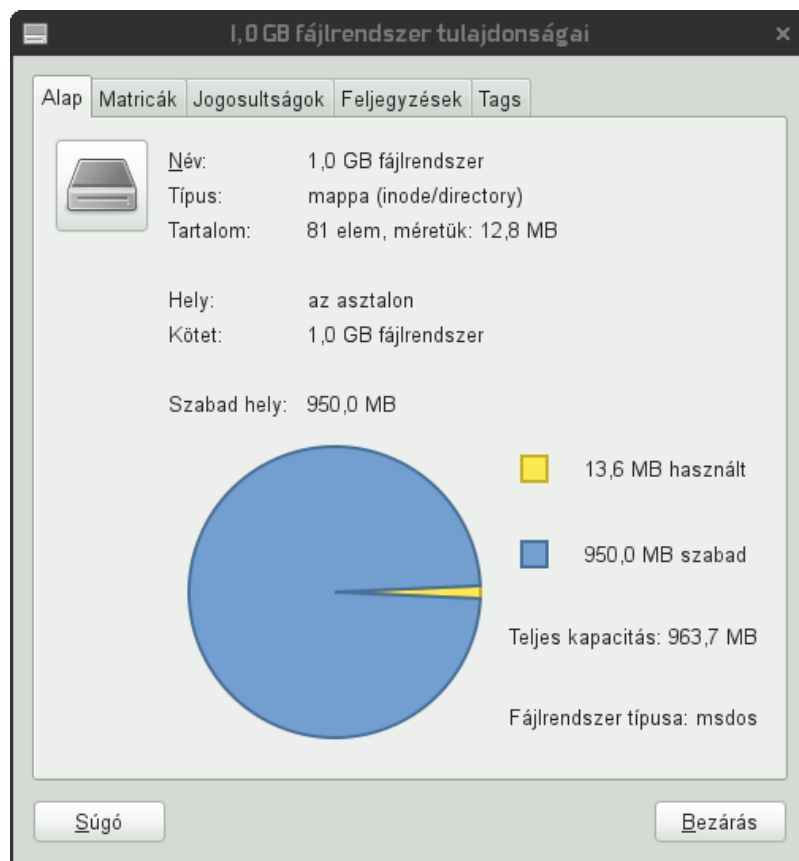 1,0 GB fájlrendszer tulajdonságai
Alap Matricák Jogosultságok Feljegyzések Tags
Név: 1,0 GB fájlrendszer
Típus: mappa (inode/directory)
Tartalom: 81 elem, méretük: 12,8 MB
Hely: az asztalon
Kötet: 1,0 GB fájlrendszer
Szabad hely: 950,0 MB
13,6 MB használt
950,0 MB szabad
Teljes kapacitás: 963,7 MB
Fájlrendszer típusa: msdos
Súgó Bezárás